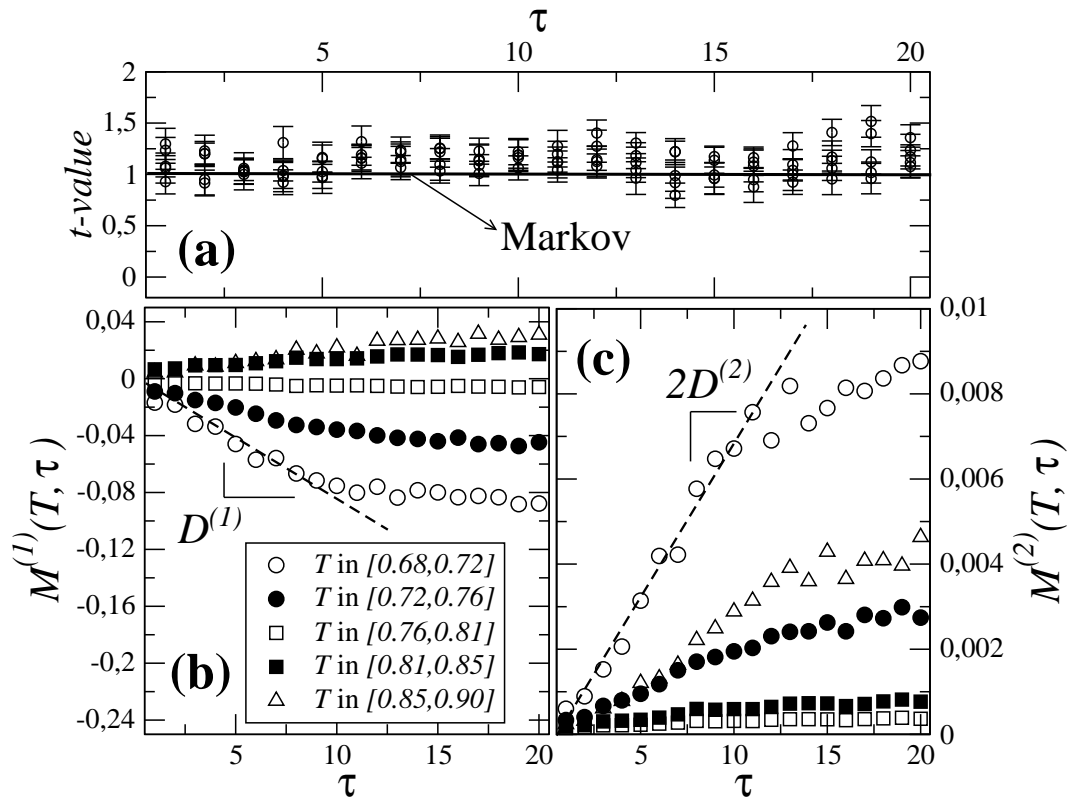 τ
5 10 15 20
2
1,5
1
0,5
0
t-value
(a)
Markov
0,04
0
-0,04
-0,08
-0,12
-0,16
-0,2
-0,24
M(1)(T, τ)
D(1)
T in [0.68,0.72]
T in [0.72,0.76]
T in [0.76,0.81]
T in [0.81,0.85]
T in [0.85,0.90]
(b)
5 10 15 20
τ
(c)
2D(2)
0,01
0,008
0,006
0,004
0,002
0
M(2)(T, τ)
5 10 15 20
τ